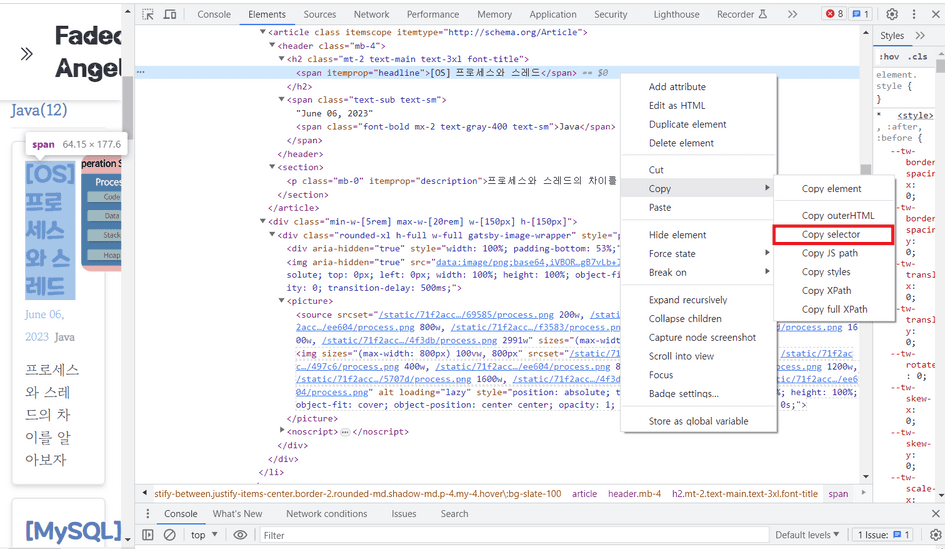 Faded
Angel
Java(12)
span 64.15 × 177.6
[OS]
프로
세스
와 스
레드
peration S
Process
Code
Data
Stack
Heap
June 06,
2023 Java
프로세스
와 스레
드의 차
이를 알
아보자
[MySQL]
Console Elements Sources Network Performance Memory Application Security Lighthouse Recorder 8 1
<article class itemscope itemtype="http://schema.org/Article">
<header class="mb-4">
<h2 class="mt-2 text-main text-3xl font-title">
<span itemprop="headline">[OS] 프로세스와 스레드</span> == $0
</h2>
<span class="text-sub text-sm">
"June 06, 2023"
<span class="font-bold mx-2 text-gray-400 text-sm">Java</span>
</span>
</header>
<section>
<p class="mb-0" itemprop="description">프로세스와 스레드의 차이를
</section>
</article>
<div class="min-w-[5rem] max-w-[20rem] w-[150px] h-[150px]">
<div class="rounded-xl h-full w-full gatsby-image-wrapper" style="p
<div aria-hidden="true" style="width: 100%; padding-bottom: 53%;"
<img aria-hidden="true" src="data:image/png;base64,iVBOR…gB7vLb+l
solute; top: 0px; left: 0px; width: 100%; height: 100%; object-fi
ity: 0; transition-delay: 500ms;">
<picture>
<source srcset="/static/71f2acc…/69585/process.png 200w, /static/71f
2acc…/ee604/process.png 800w, /static/71f2acc…/f3583/process.png 16
00w, /static/71f2acc…/4f3db/process.png 2991w" sizes="(max-width
<img sizes="(max-width: 800px) 100vw, 800px" srcset="/static/71f2ac
c…/497c6/process.png 400w, /static/71f2acc…/ee604/process.png 1200w,
/static/71f2acc…/5707d/process.png 1600w, /static/71f2acc…/4f3d /ee6
04/process.png" alt loading="lazy" style="position: absolute; t %; height: 100%;
object-fit: cover; object-position: center center; opacity: 1; 0s;">
</picture>
<noscript> … </noscript>
</div>
</div>
</li>
Add attribute
Edit as HTML
Duplicate element
Delete element
Cut
Copy
Paste
Hide element
Force state
Break on
Expand recursively
Collapse children
Capture node screenshot
Scroll into view
Focus
Badge settings...
Store as global variable
Copy element
Copy outerHTML
Copy selector
Copy JS path
Copy styles
Copy XPath
Copy full XPath
Styles
:hov .cls
element.
style {
}
* <style>
, :after,
:before {
--tw-
border
spacin
x:
0;
--tw-
border
spacin
y:
0;
--tw-
transl
x:
0;
--tw-
transl
y:
0;
--tw-
rotate
: 0;
--tw-
skew-
x:
0;
--tw-
skew-
y:
0;
--tw-
scale-
x:
stify-between.justify-items-center.border-2.rounded-md.shadow-md.p-4.my-4.hover\:bg-slate-100 article header.mb-4 h2.mt-2.text-main.text-3xl.font-title span
Console What's New Network conditions Issues Search
top Filter Default levels 1 Issue: 1